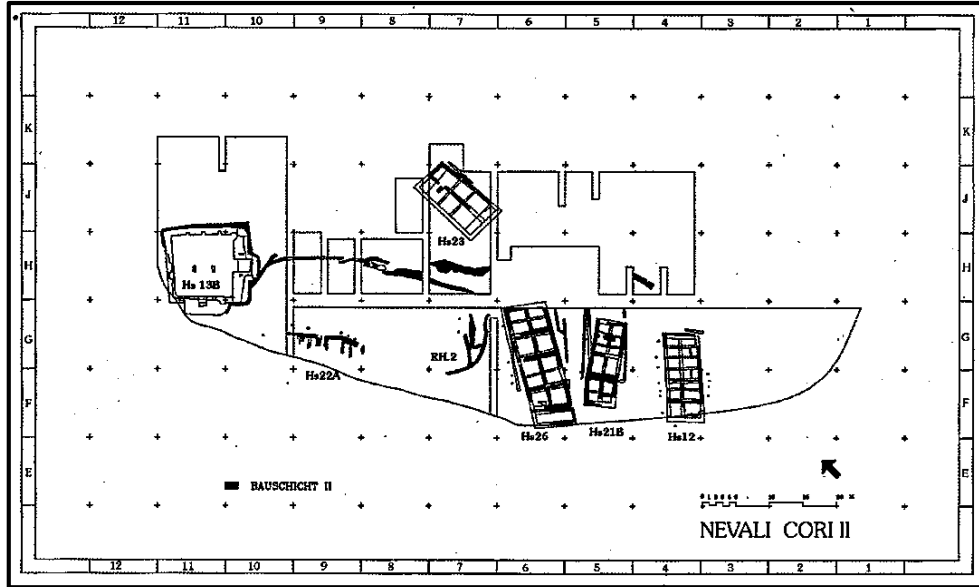 12 11 10 9 8 7 6 5 4 3 2 1
K K
J J
Hs23
H H
Hs 13B
G G
RH.2
Hs22A
F F
Hs26 Hs21B Hs12
E E
BAUSCHICHT II
NEVALI CORI II
12 11 10 9 8 7 6 5 4 3 2 1